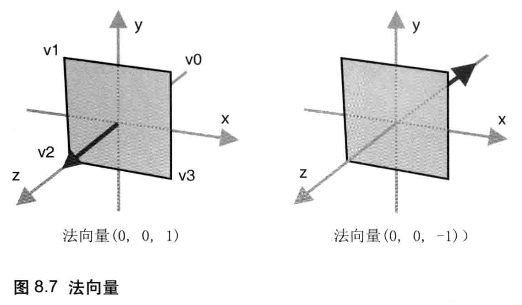 y
y
v1
v0
x
x
v2
v3
z
z
法向量(0, 0, 1)
法向量(0, 0, -1))
图 8.7 法向量